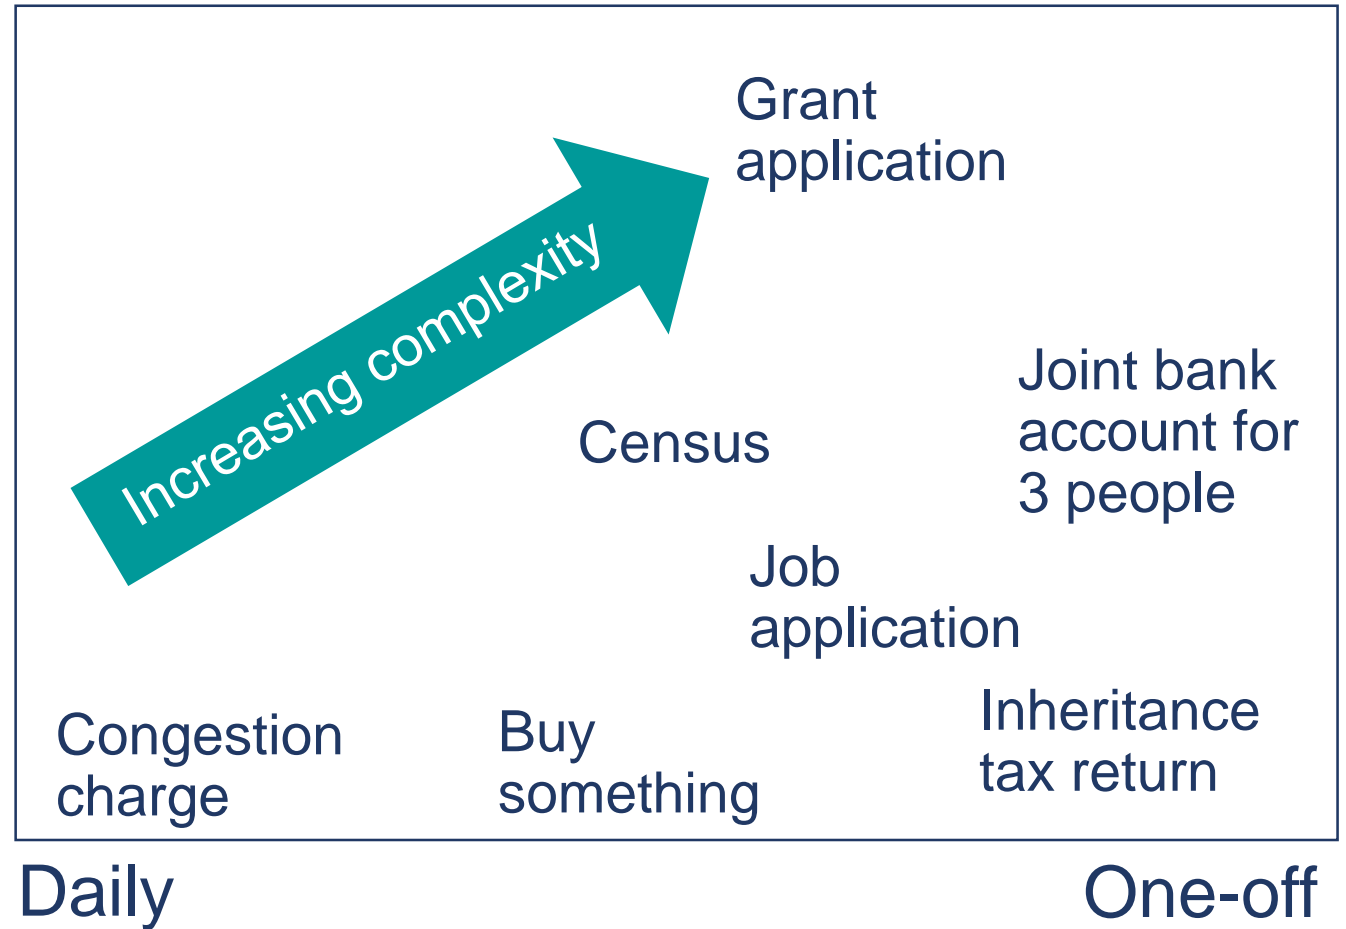 Grant
application
Increasing complexity
Joint bank
account for
3 people
Census
Job
application
Inheritance
tax return
Congestion
charge
Buy
something
Daily
One-off